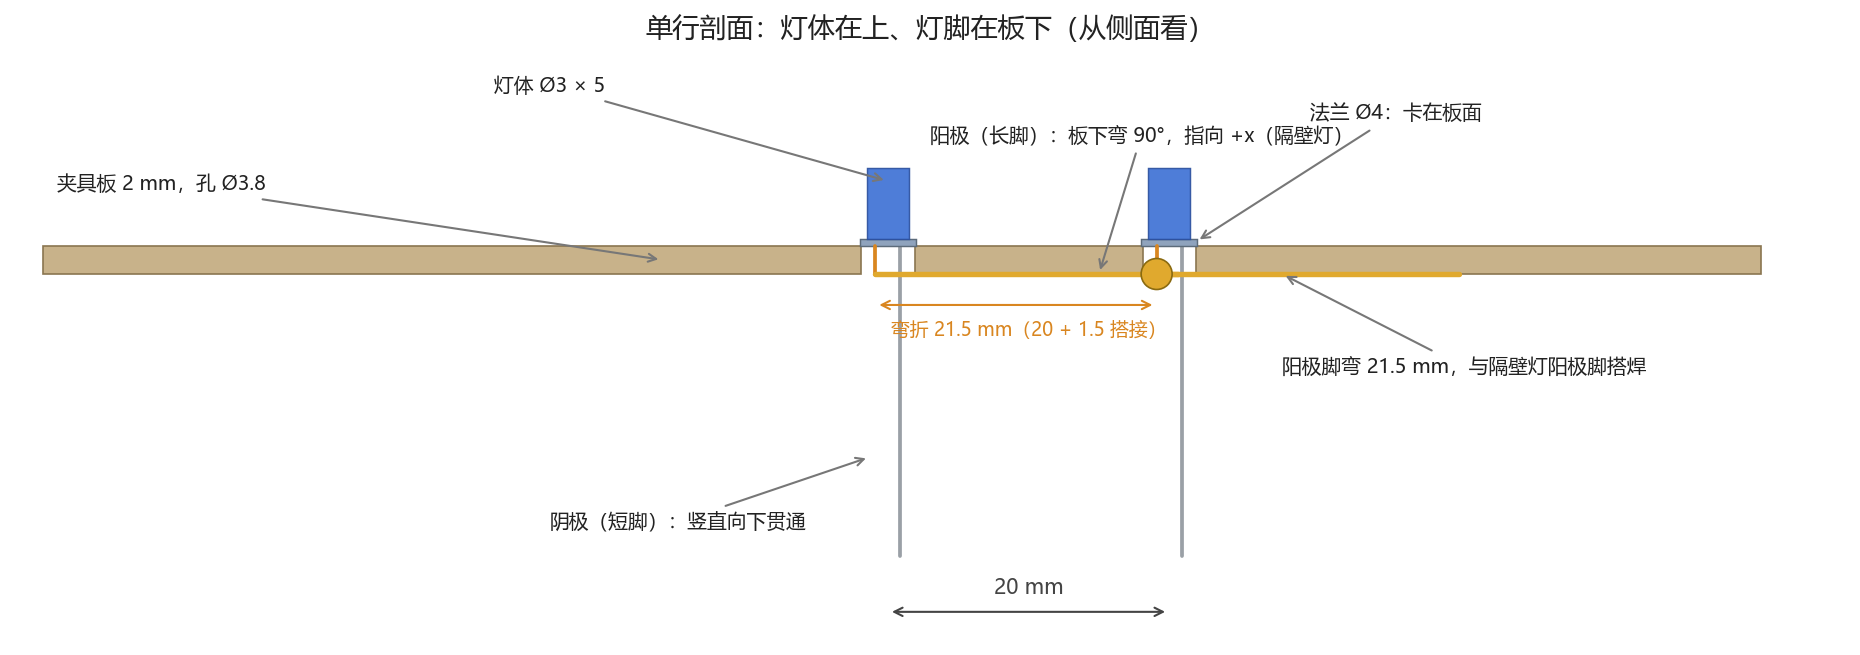 单行剖面：灯体在上、灯脚在板下（从侧面看）
灯体 Ø3 × 5
法兰 Ø4：卡在板面
阳极（长脚）：板下弯 90°，指向 +x（隔壁灯）
夹具板 2 mm，孔 Ø3.8
弯折 21.5 mm（20 + 1.5 搭接）
阳极脚弯 21.5 mm，与隔壁灯阳极脚搭焊
阴极（短脚）：竖直向下贯通
20 mm